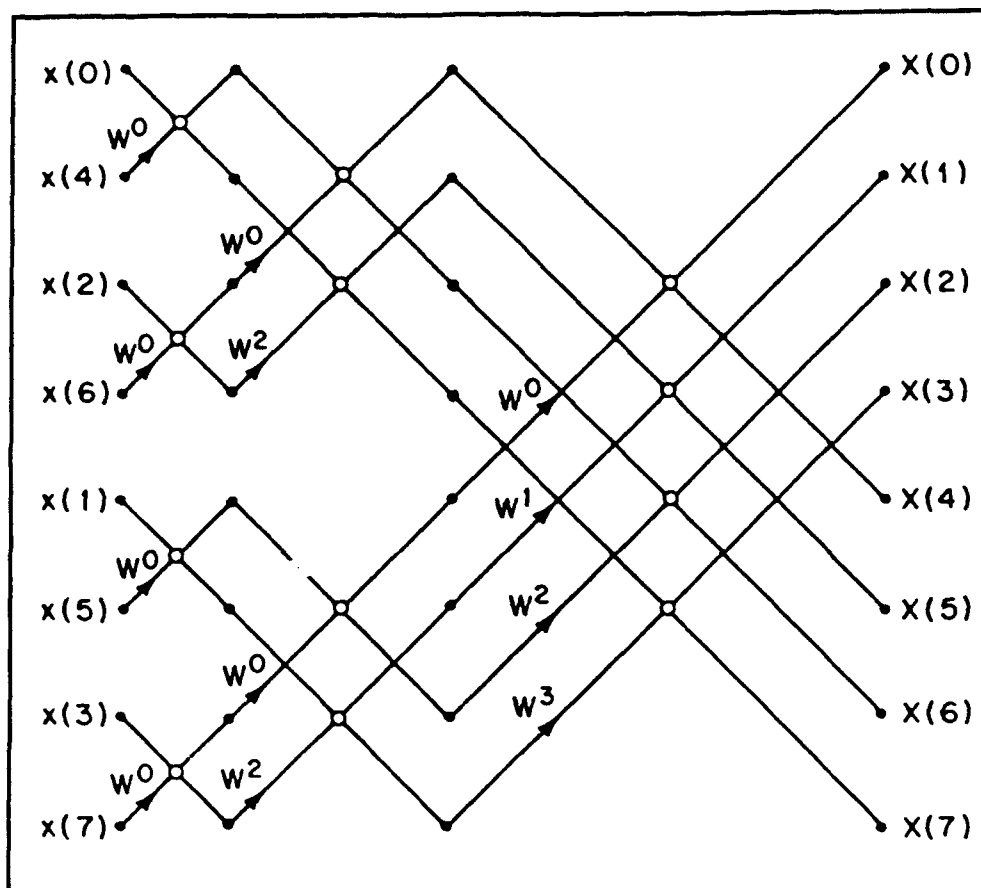 x(0) X(0)
W⁰
x(4) X(1)
W⁰
x(2) X(2)
W⁰ W²
x(6) W⁰ X(3)
x(1) W¹ X(4)
W⁰
x(5) W² X(5)
W⁰ W³
x(3) X(6)
W⁰ W²
x(7) X(7)